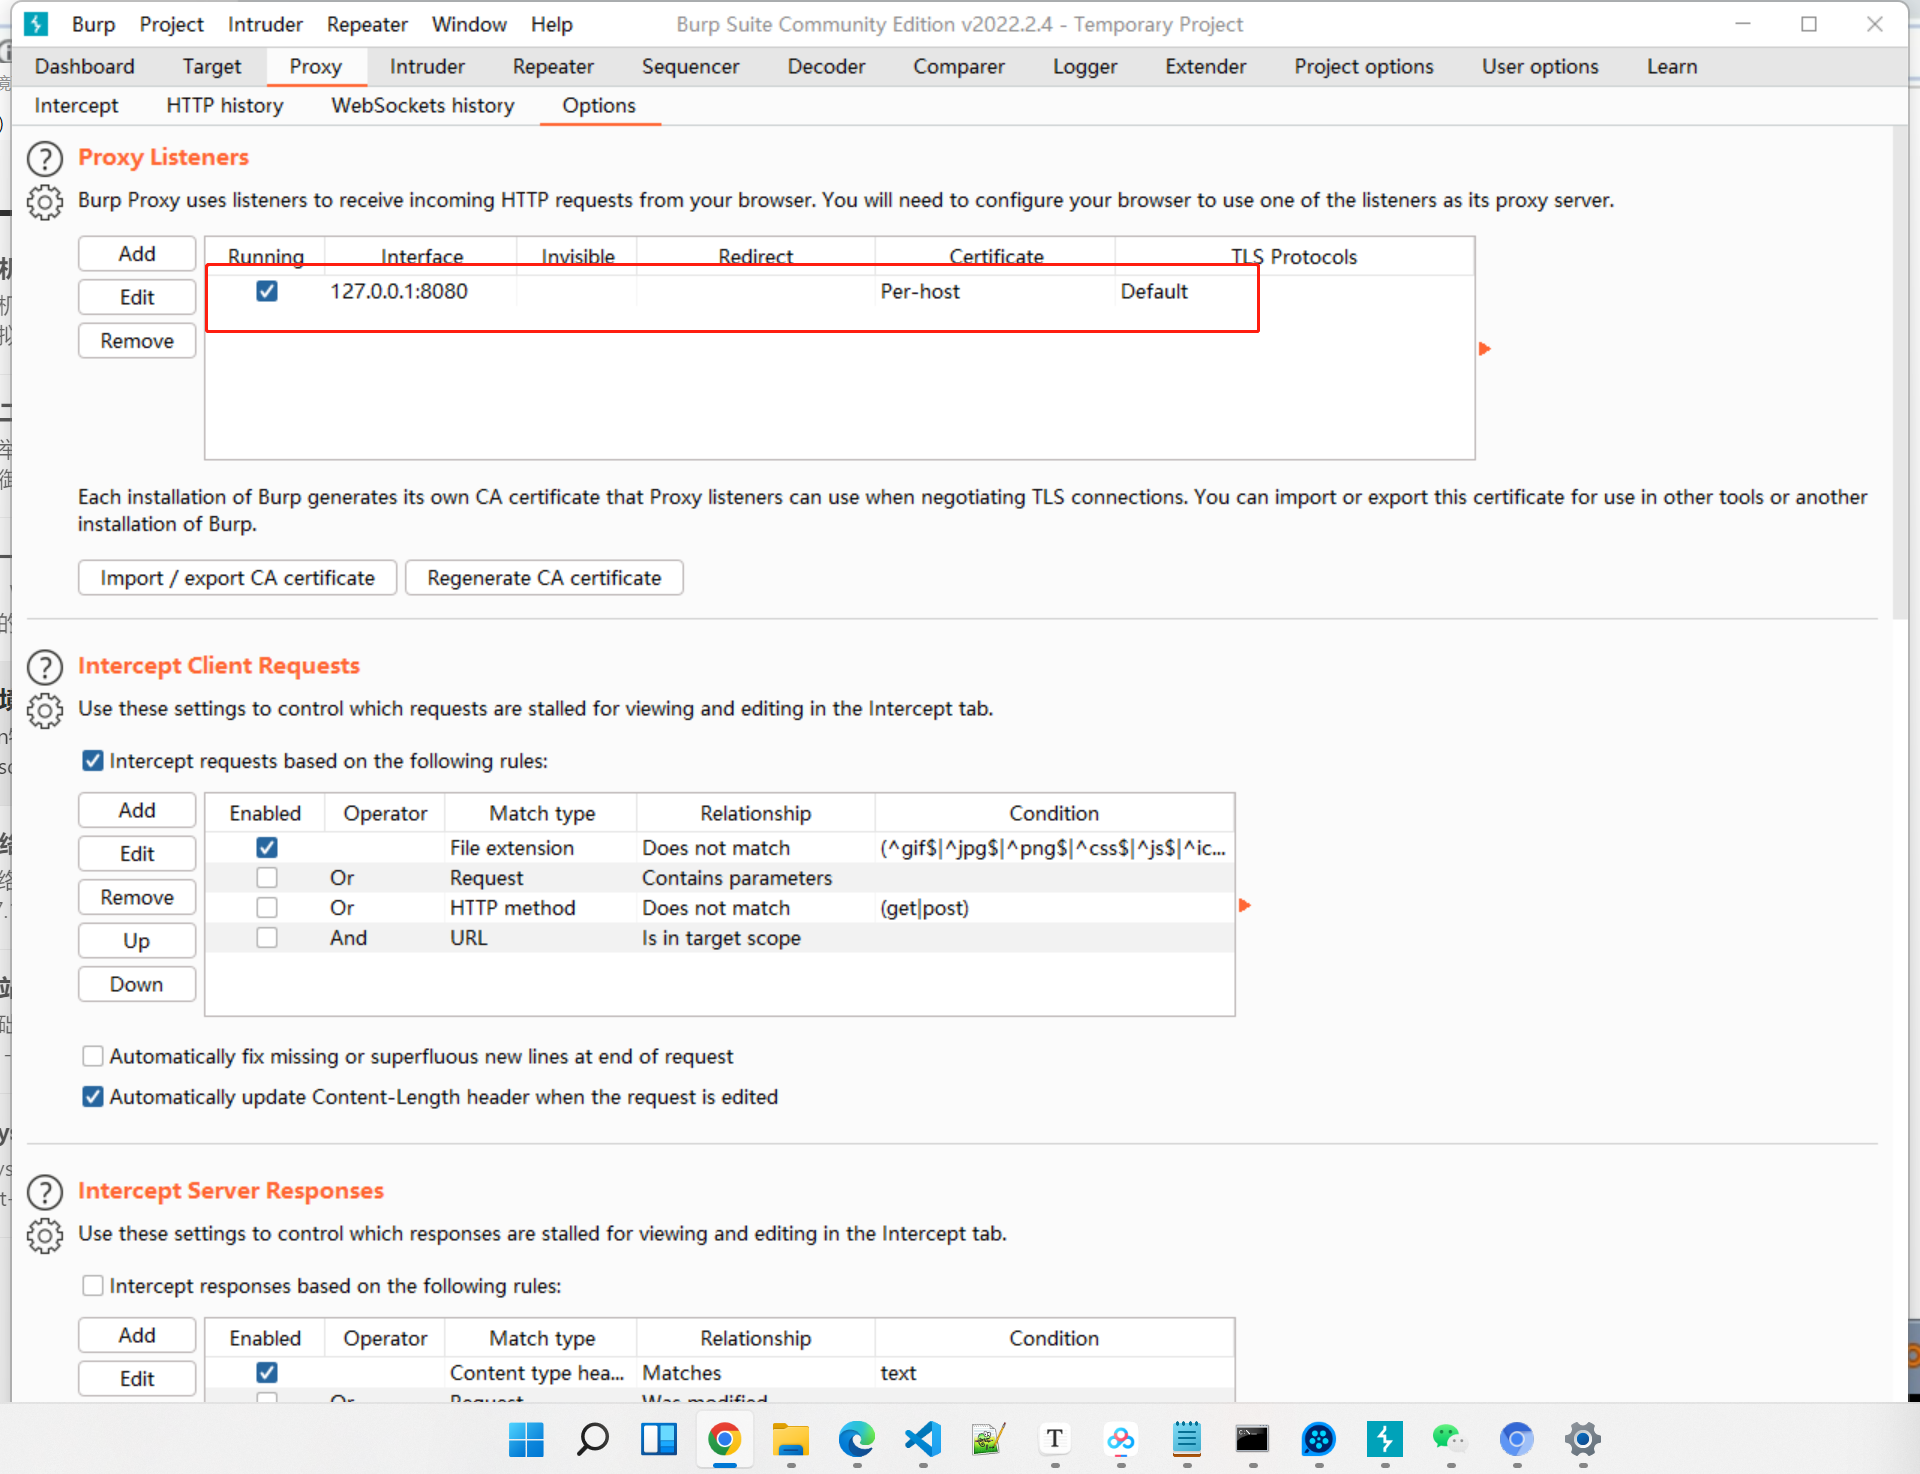 Burp Project Intruder Repeater Window Help Burp Suite Community Edition v2022.2.4 - Temporary Project
Dashboard Target Proxy Intruder Repeater Sequencer Decoder Comparer Logger Extender Project options User options Learn
Intercept HTTP history WebSockets history Options
Proxy Listeners
Burp Proxy uses listeners to receive incoming HTTP requests from your browser. You will need to configure your browser to use one of the listeners as its proxy server.
Add Running Interface Invisible Redirect Certificate TLS Protocols
Edit 127.0.0.1:8080 Per-host Default
Remove
Each installation of Burp generates its own CA certificate that Proxy listeners can use when negotiating TLS connections. You can import or export this certificate for use in other tools or another
installation of Burp.
Import / export CA certificate Regenerate CA certificate
Intercept Client Requests
Use these settings to control which requests are stalled for viewing and editing in the Intercept tab.
Intercept requests based on the following rules:
Add Enabled Operator Match type Relationship Condition
Edit File extension Does not match (^gif$|^jpg$|^png$|^css$|^js$|^ic...
Or Request Contains parameters
Remove Or HTTP method Does not match (get|post)
Up And URL Is in target scope
Down
Automatically fix missing or superfluous new lines at end of request
Automatically update Content-Length header when the request is edited
Intercept Server Responses
Use these settings to control which responses are stalled for viewing and editing in the Intercept tab.
Intercept responses based on the following rules:
Add Enabled Operator Match type Relationship Condition
Edit Content type hea... Matches text
Or Request Was modified